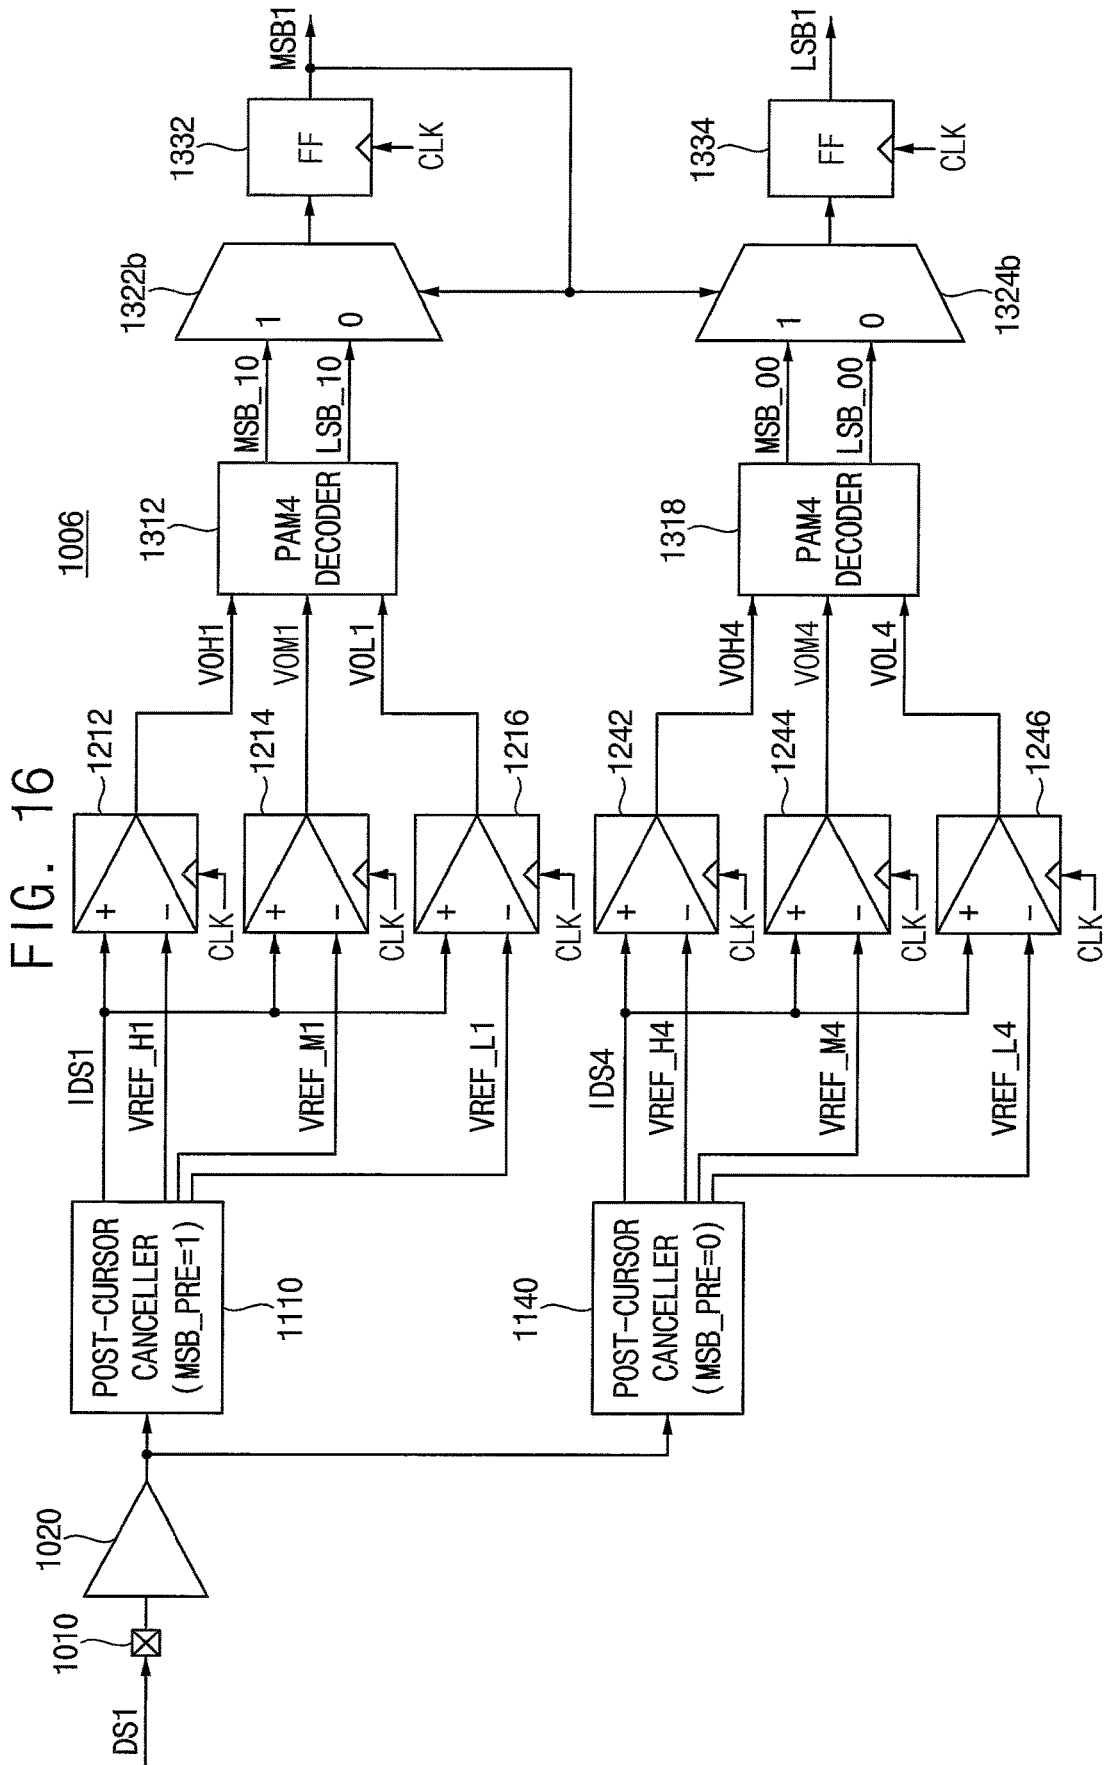 FIG. 16
1006
DS1
1010
1020
POST-CURSOR
CANCELLER
(MSB_PRE=1)
1110
IDS1
VREF_H1
VREF_M1
VREF_L1
+
-
CLK
1212
+
-
CLK
1214
+
-
CLK
1216
VOH1
VOM1
VOL1
PAM4
DECODER
1312
MSB_10
LSB_10
1
0
1322b
FF
CLK
1332
MSB1
POST-CURSOR
CANCELLER
(MSB_PRE=0)
1140
IDS4
VREF_H4
VREF_M4
VREF_L4
+
-
CLK
1242
+
-
CLK
1244
+
-
CLK
1246
VOH4
VOM4
VOL4
PAM4
DECODER
1318
MSB_00
LSB_00
1
0
1324b
FF
CLK
1334
LSB1